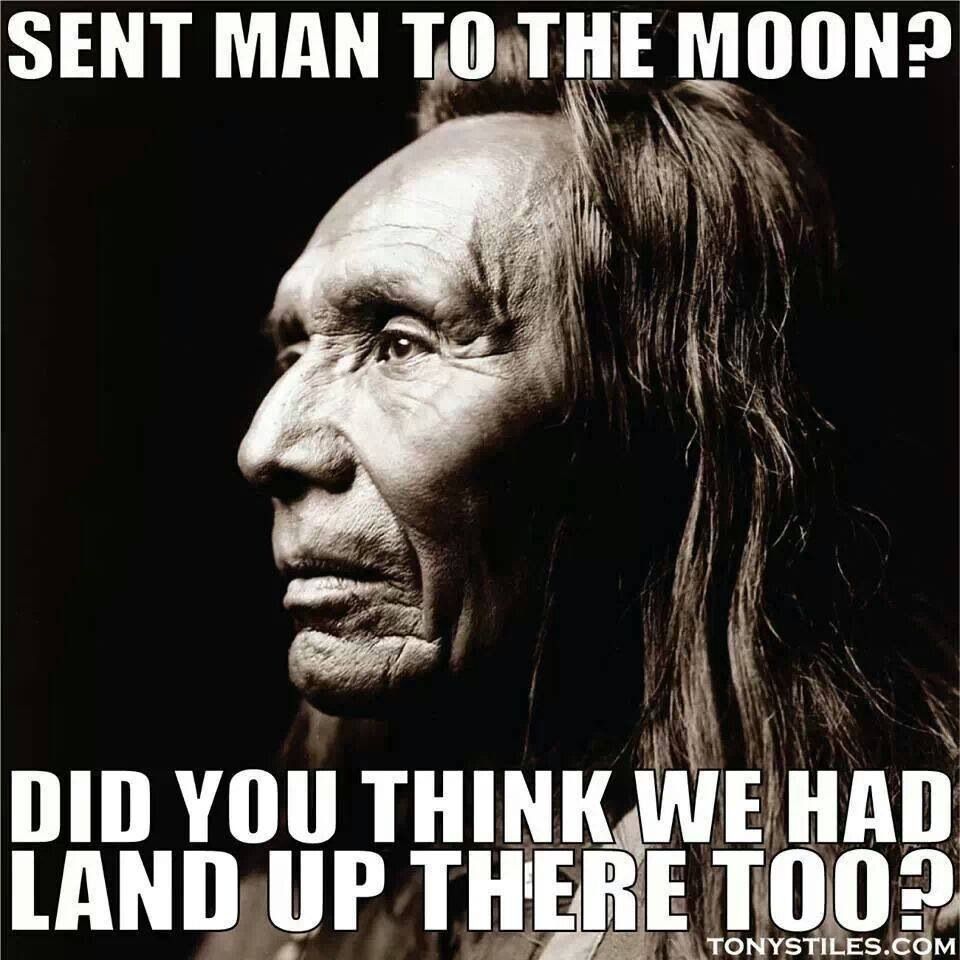 SENT MAN TO THE MOON?
DID YOU THINK WE HAD
LAND UP THERE TOO?
TONYSTILES.COM